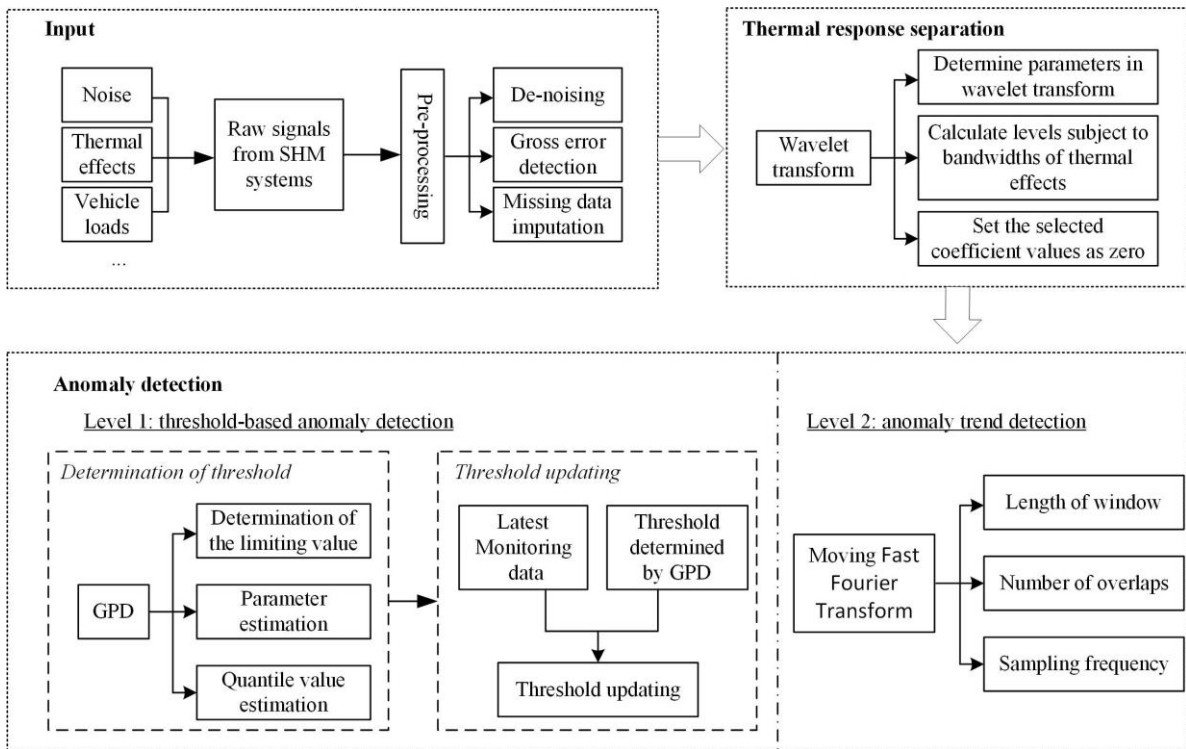 Input
Noise
Thermal
effects
Vehicle
loads
...
Raw signals
from SHM
systems
Pre-processing
De-noising
Gross error
detection
Missing data
imputation
Thermal response separation
Wavelet
transform
Determine parameters in
wavelet transform
Calculate levels subject to
bandwidths of thermal
effects
Set the selected
coefficient values as zero
Anomaly detection
Level 1: threshold-based anomaly detection
Determination of threshold
GPD
Determination of
the limiting value
Parameter
estimation
Quantile value
estimation
Threshold updating
Latest
Monitoring
data
Threshold
determined
by GPD
Threshold updating
Level 2: anomaly trend detection
Moving Fast
Fourier
Transform
Length of window
Number of overlaps
Sampling frequency